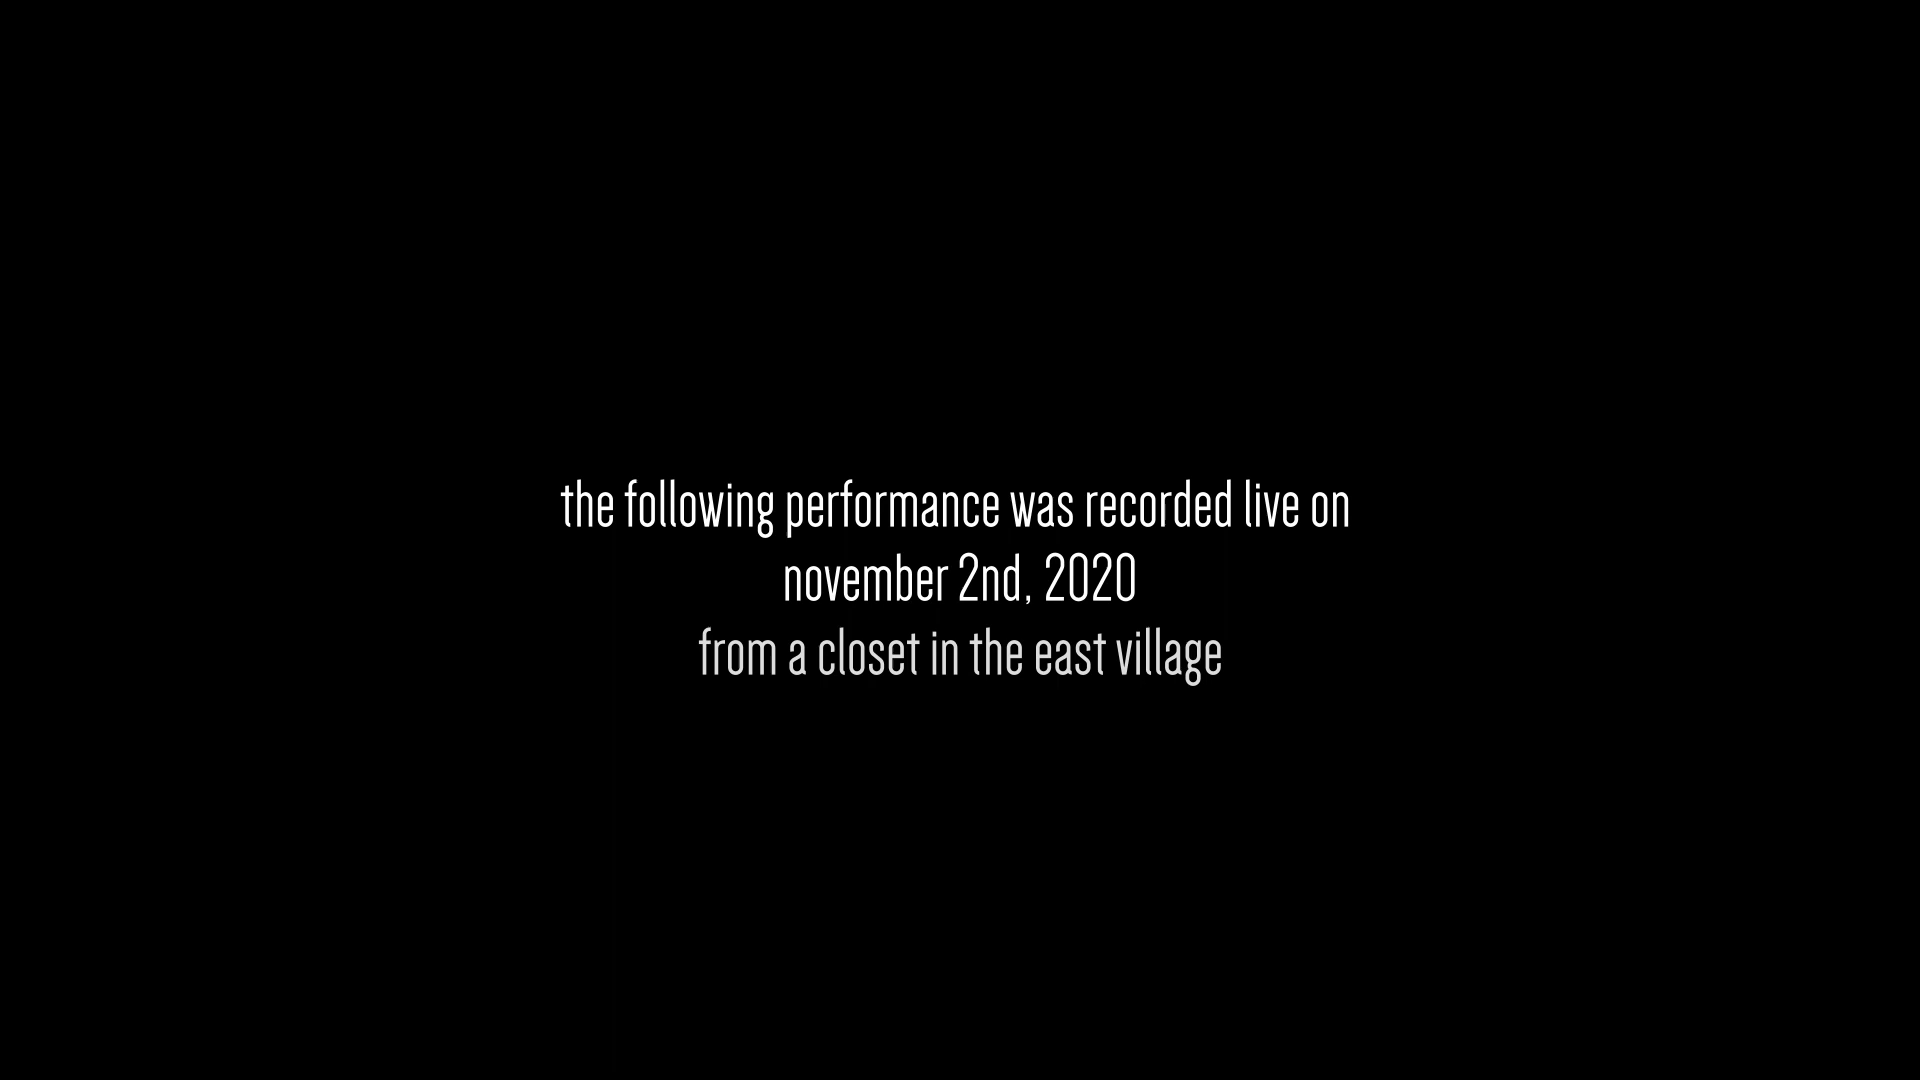 the following performance was recorded live on
november 2nd, 2020
from a closet in the east village